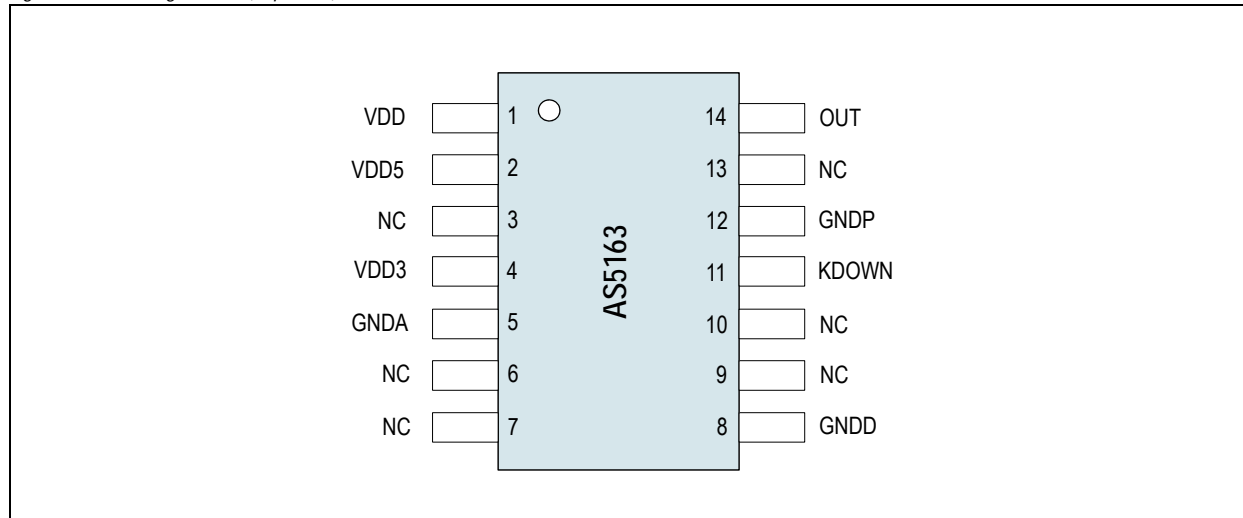 VDD 1 14 OUT
VDD5 2 13 NC
NC 3 12 GNDP
VDD3 4 11 KDOWN
GNDA 5 10 NC
NC 6 9 NC
NC 7 8 GNDD
AS5163